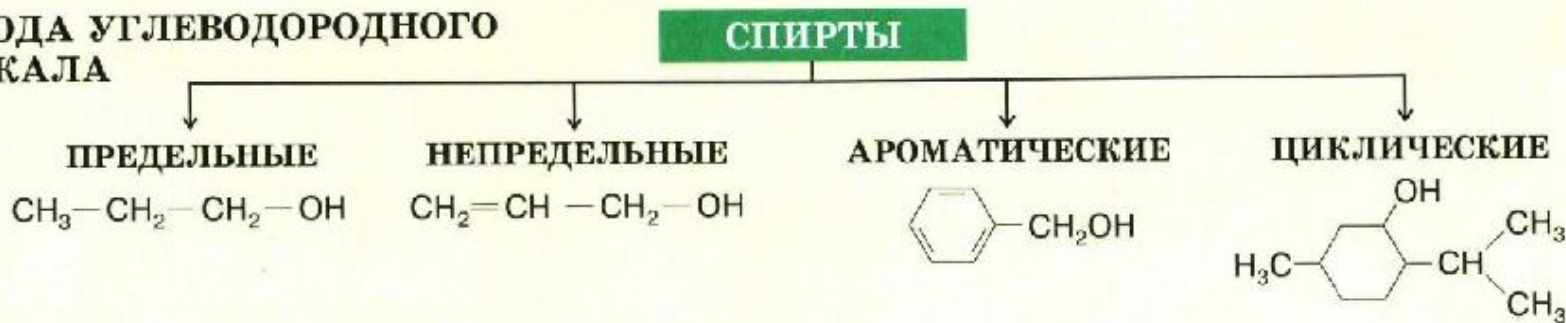 ОДА УГЛЕВОДОРОДНОГО
КАЛА
СПИРТЫ
ПРЕДЕЛЬНЫЕ
CH₃—CH₂—CH₂—OH
НЕПРЕДЕЛЬНЫЕ
CH₂=CH—CH₂—OH
АРОМАТИЧЕСКИЕ
CH₂OH
ЦИКЛИЧЕСКИЕ
OH
CH₃
H₃C
CH
CH₃